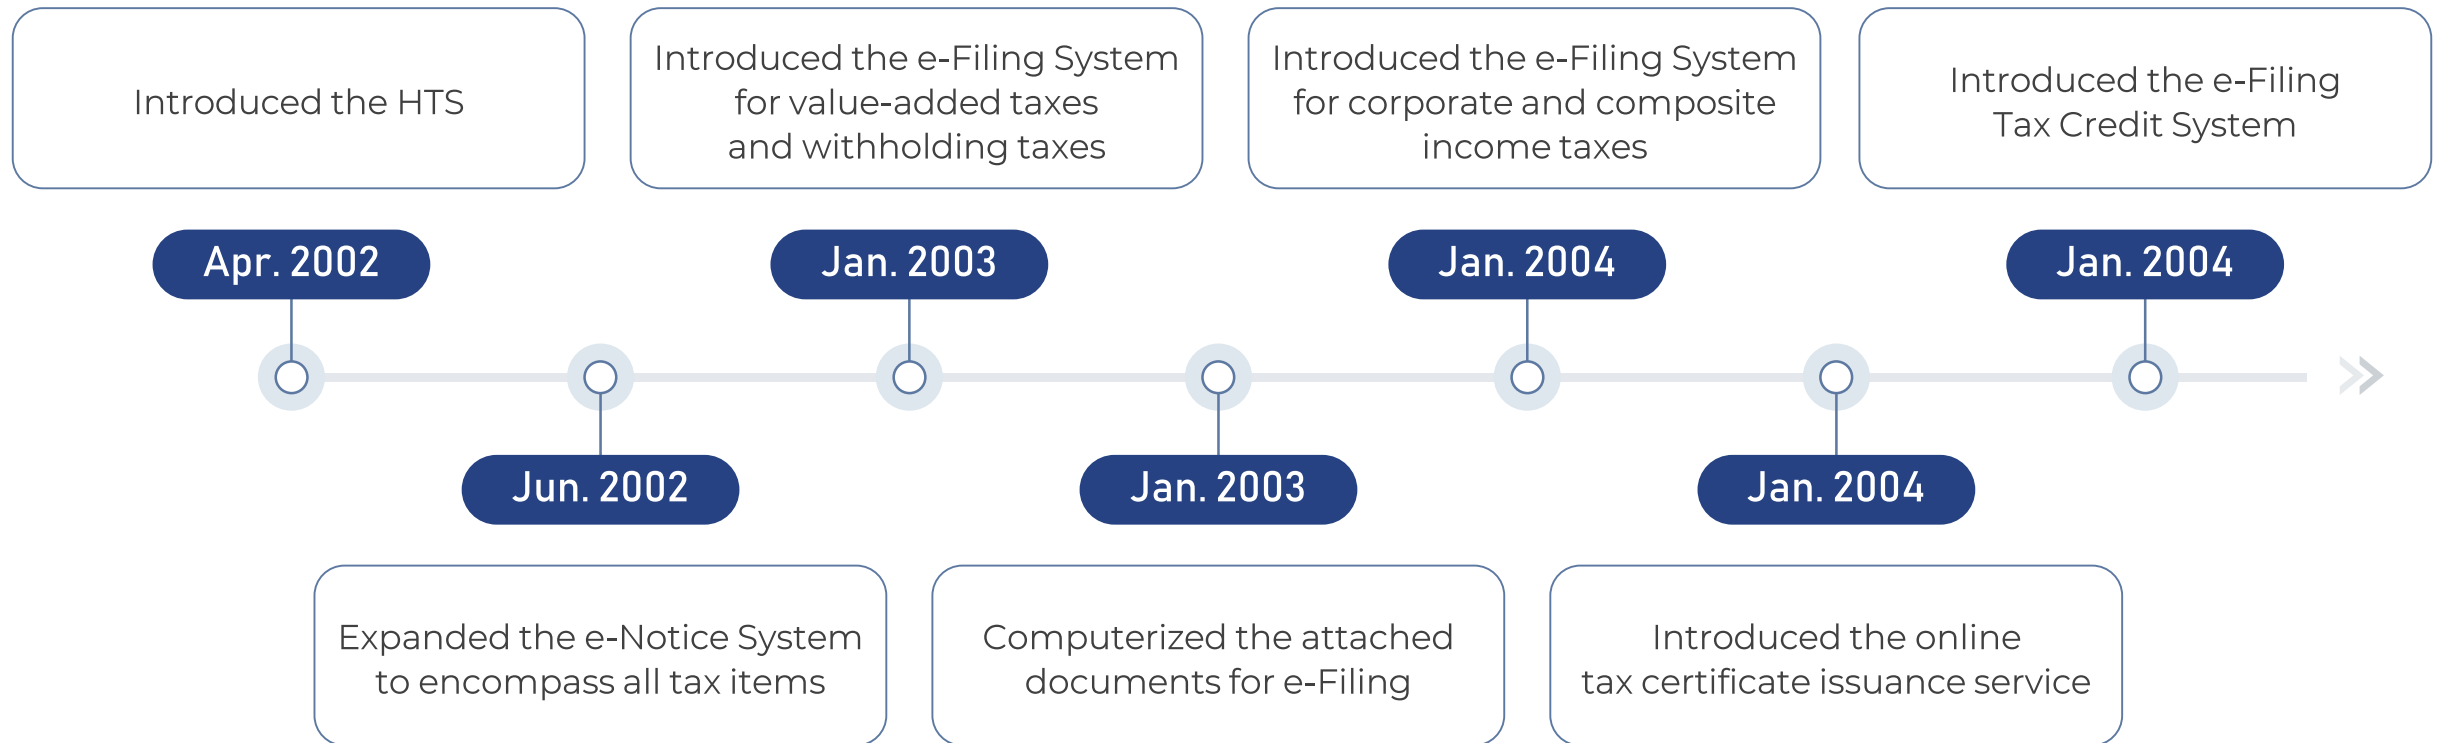 Introduced the HTS
Introduced the e-Filing System
for value-added taxes
and withholding taxes
Introduced the e-Filing System
for corporate and composite
income taxes
Introduced the e-Filing
Tax Credit System
Apr. 2002
Jan. 2003
Jan. 2004
Jan. 2004
Jun. 2002
Jan. 2003
Jan. 2004
Expanded the e-Notice System
to encompass all tax items
Computerized the attached
documents for e-Filing
Introduced the online
tax certificate issuance service